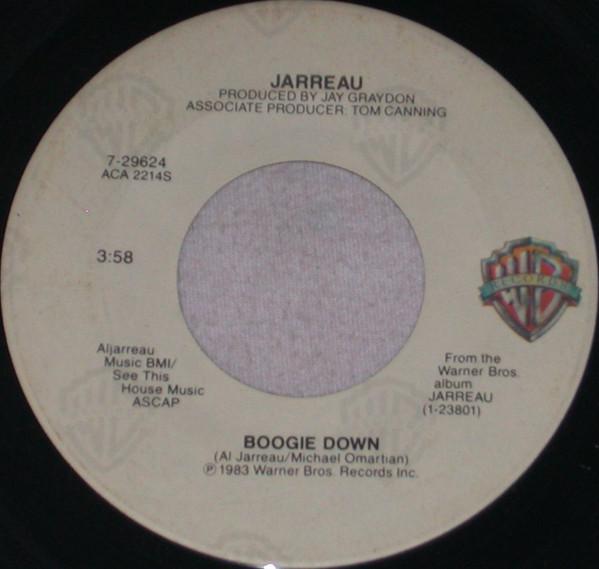 JARREAU
PRODUCED BY JAY GRAYDON
ASSOCIATE PRODUCER: TOM CANNING
7-29624
ACA 2214S
3:58
WB
RECORDS
Aljarreau
Music BMI/
See This
House Music
ASCAP
From the
Warner Bros.
album
JARREAU
(1-23801)
BOOGIE DOWN
(Al Jarreau/Michael Omartian)
℗ 1983 Warner Bros. Records Inc.